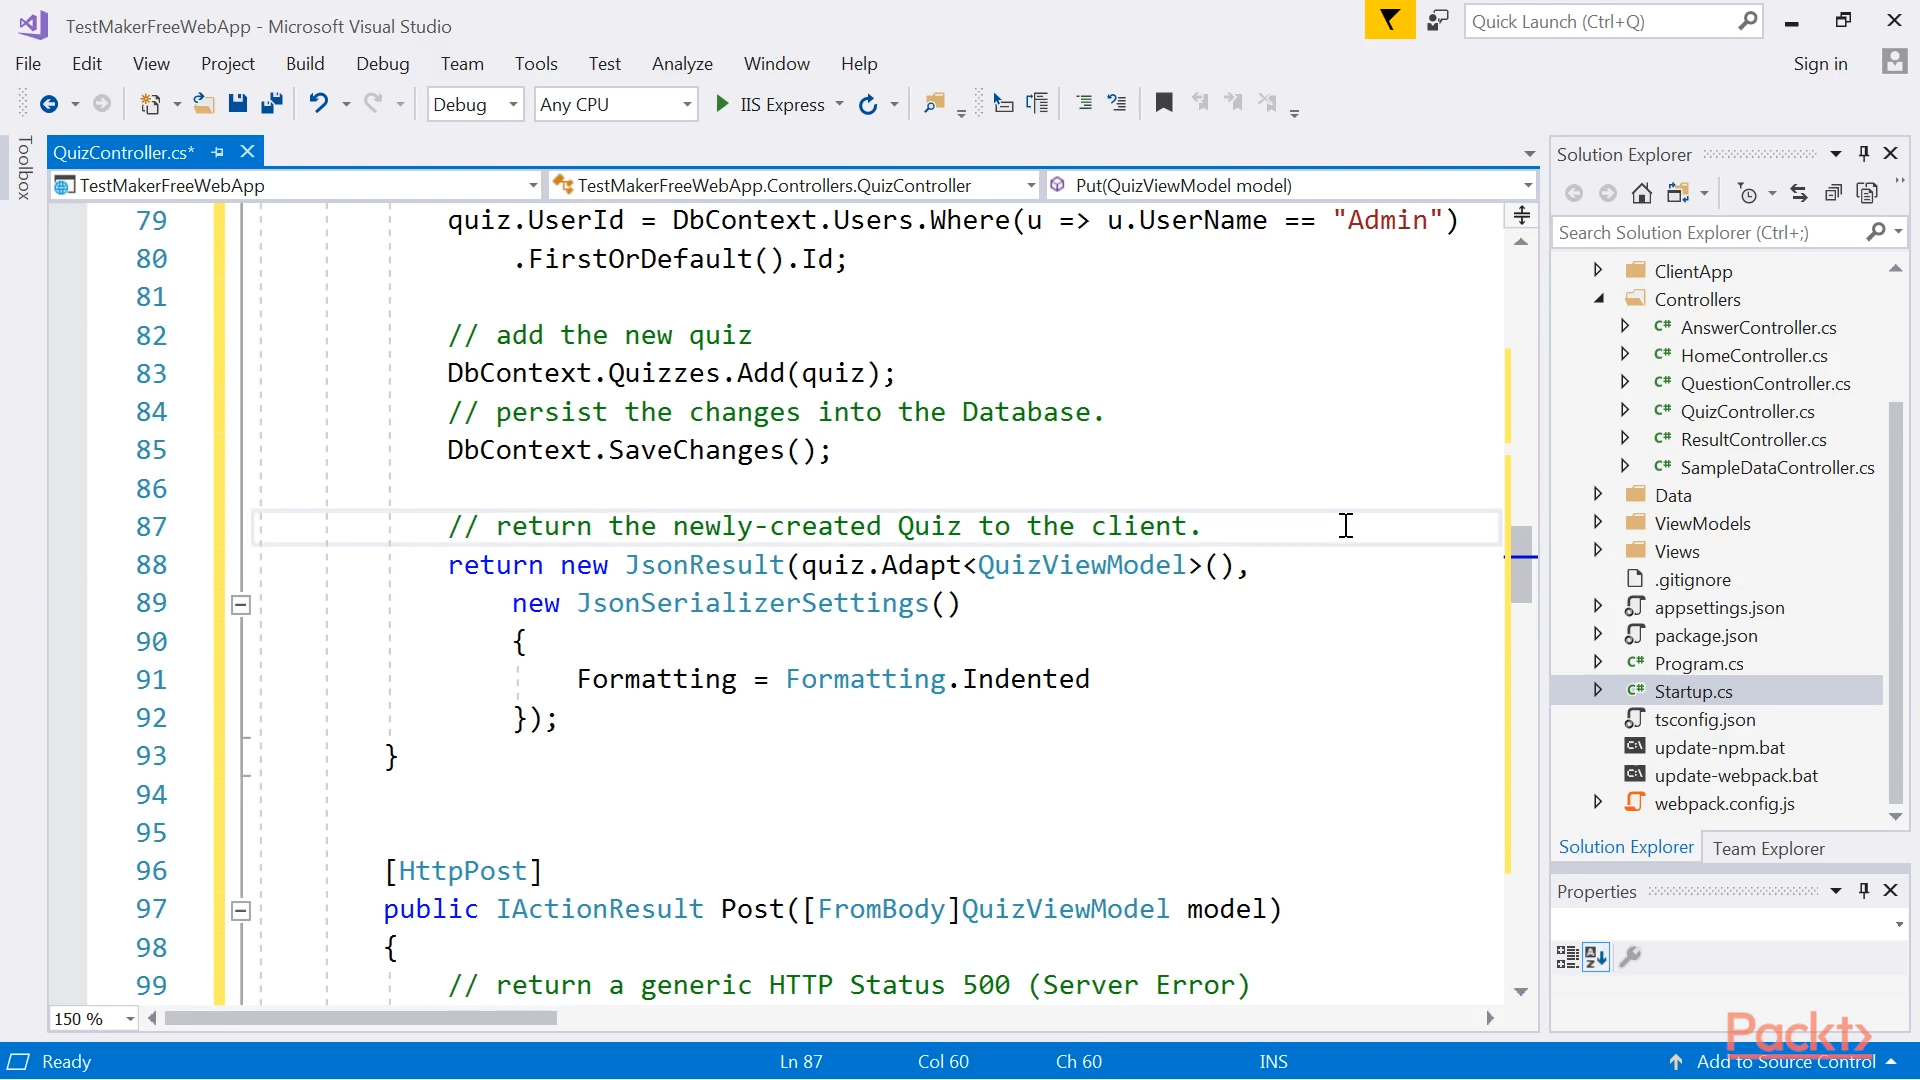 TestMakerFreeWebApp - Microsoft Visual Studio
Quick Launch (Ctrl+Q)
File Edit View Project Build Debug Team Tools Test Analyze Window Help
Sign in
Debug Any CPU IIS Express
Toolbox
QuizController.cs*
TestMakerFreeWebApp TestMakerFreeWebApp.Controllers.QuizController Put(QuizViewModel model)
79 quiz.UserId = DbContext.Users.Where(u => u.UserName == "Admin")
80 .FirstOrDefault().Id;
81
82 // add the new quiz
83 DbContext.Quizzes.Add(quiz);
84 // persist the changes into the Database.
85 DbContext.SaveChanges();
86
87 // return the newly-created Quiz to the client.
88 return new JsonResult(quiz.Adapt<QuizViewModel>(),
89 new JsonSerializerSettings()
90 {
91 Formatting = Formatting.Indented
92 });
93 }
94
95
96 [HttpPost]
97 public IActionResult Post([FromBody]QuizViewModel model)
98 {
99 // return a generic HTTP Status 500 (Server Error)
150 %
Solution Explorer
Search Solution Explorer (Ctrl+;)
ClientApp
Controllers
C# AnswerController.cs
C# HomeController.cs
C# QuestionController.cs
C# QuizController.cs
C# ResultController.cs
C# SampleDataController.cs
Data
ViewModels
Views
.gitignore
appsettings.json
package.json
C# Program.cs
C# Startup.cs
tsconfig.json
update-npm.bat
update-webpack.bat
webpack.config.js
Solution Explorer Team Explorer
Properties
Packt>
Ready Ln 87 Col 60 Ch 60 INS Add to Source Control